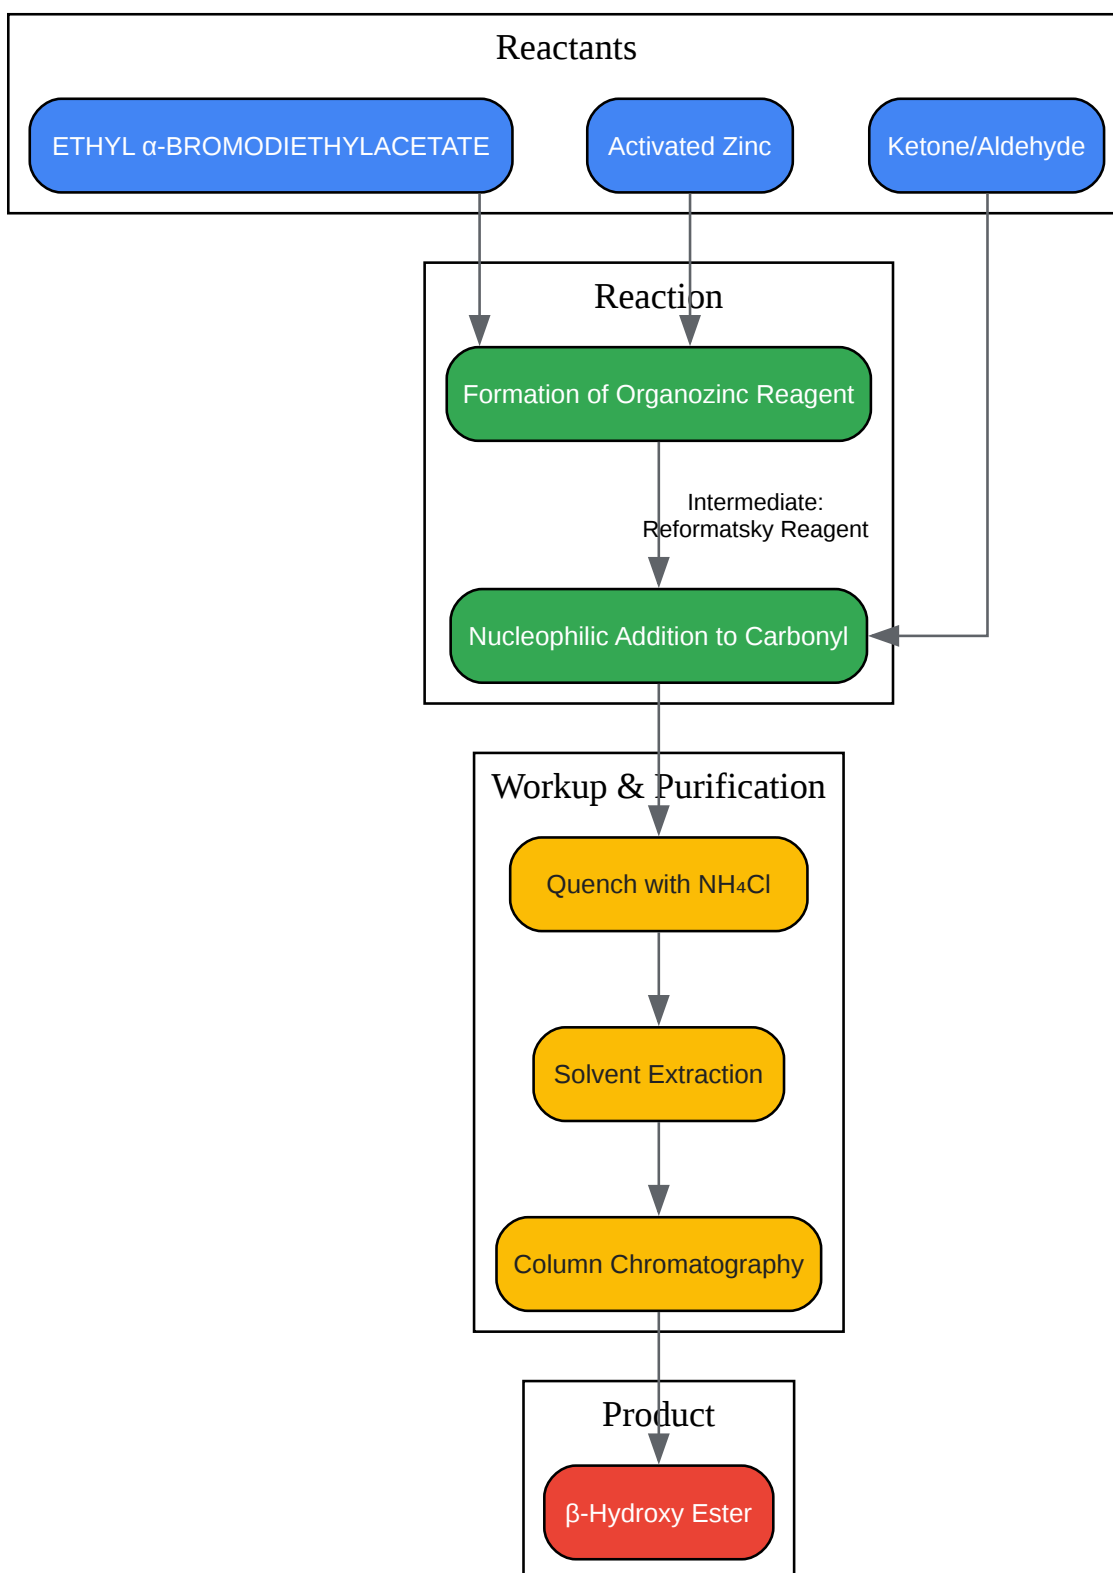 Reactants
ETHYL α-BROMODIETHYLACETATE
Activated Zinc
Ketone/Aldehyde
Reaction
Formation of Organozinc Reagent
Intermediate:
Reformatsky Reagent
Nucleophilic Addition to Carbonyl
Workup & Purification
Quench with NH₄Cl
Solvent Extraction
Column Chromatography
Product
β-Hydroxy Ester